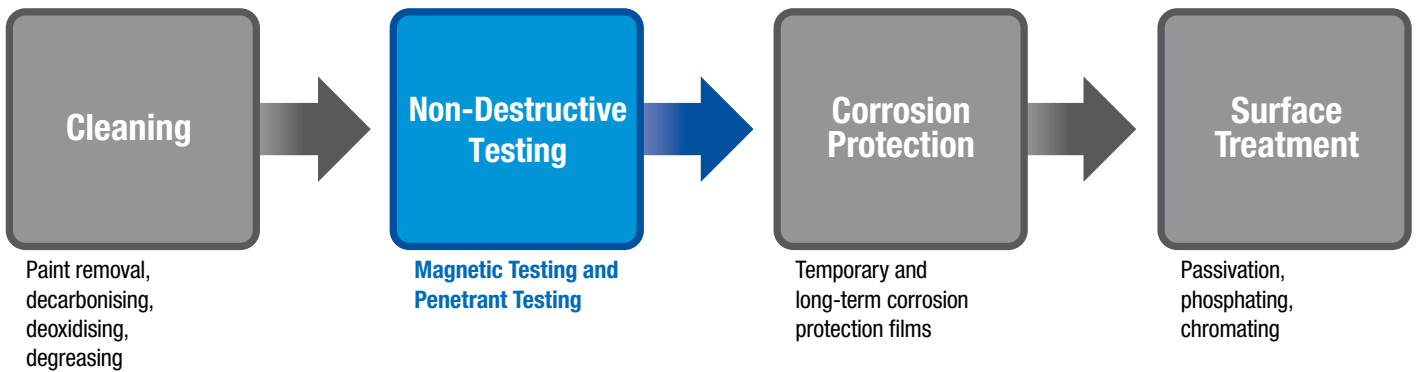 Cleaning
Non-Destructive
Testing
Corrosion
Protection
Surface
Treatment
Paint removal,
decarbonising,
deoxidising,
degreasing
Magnetic Testing and
Penetrant Testing
Temporary and
long-term corrosion
protection films
Passivation,
phosphating,
chromating